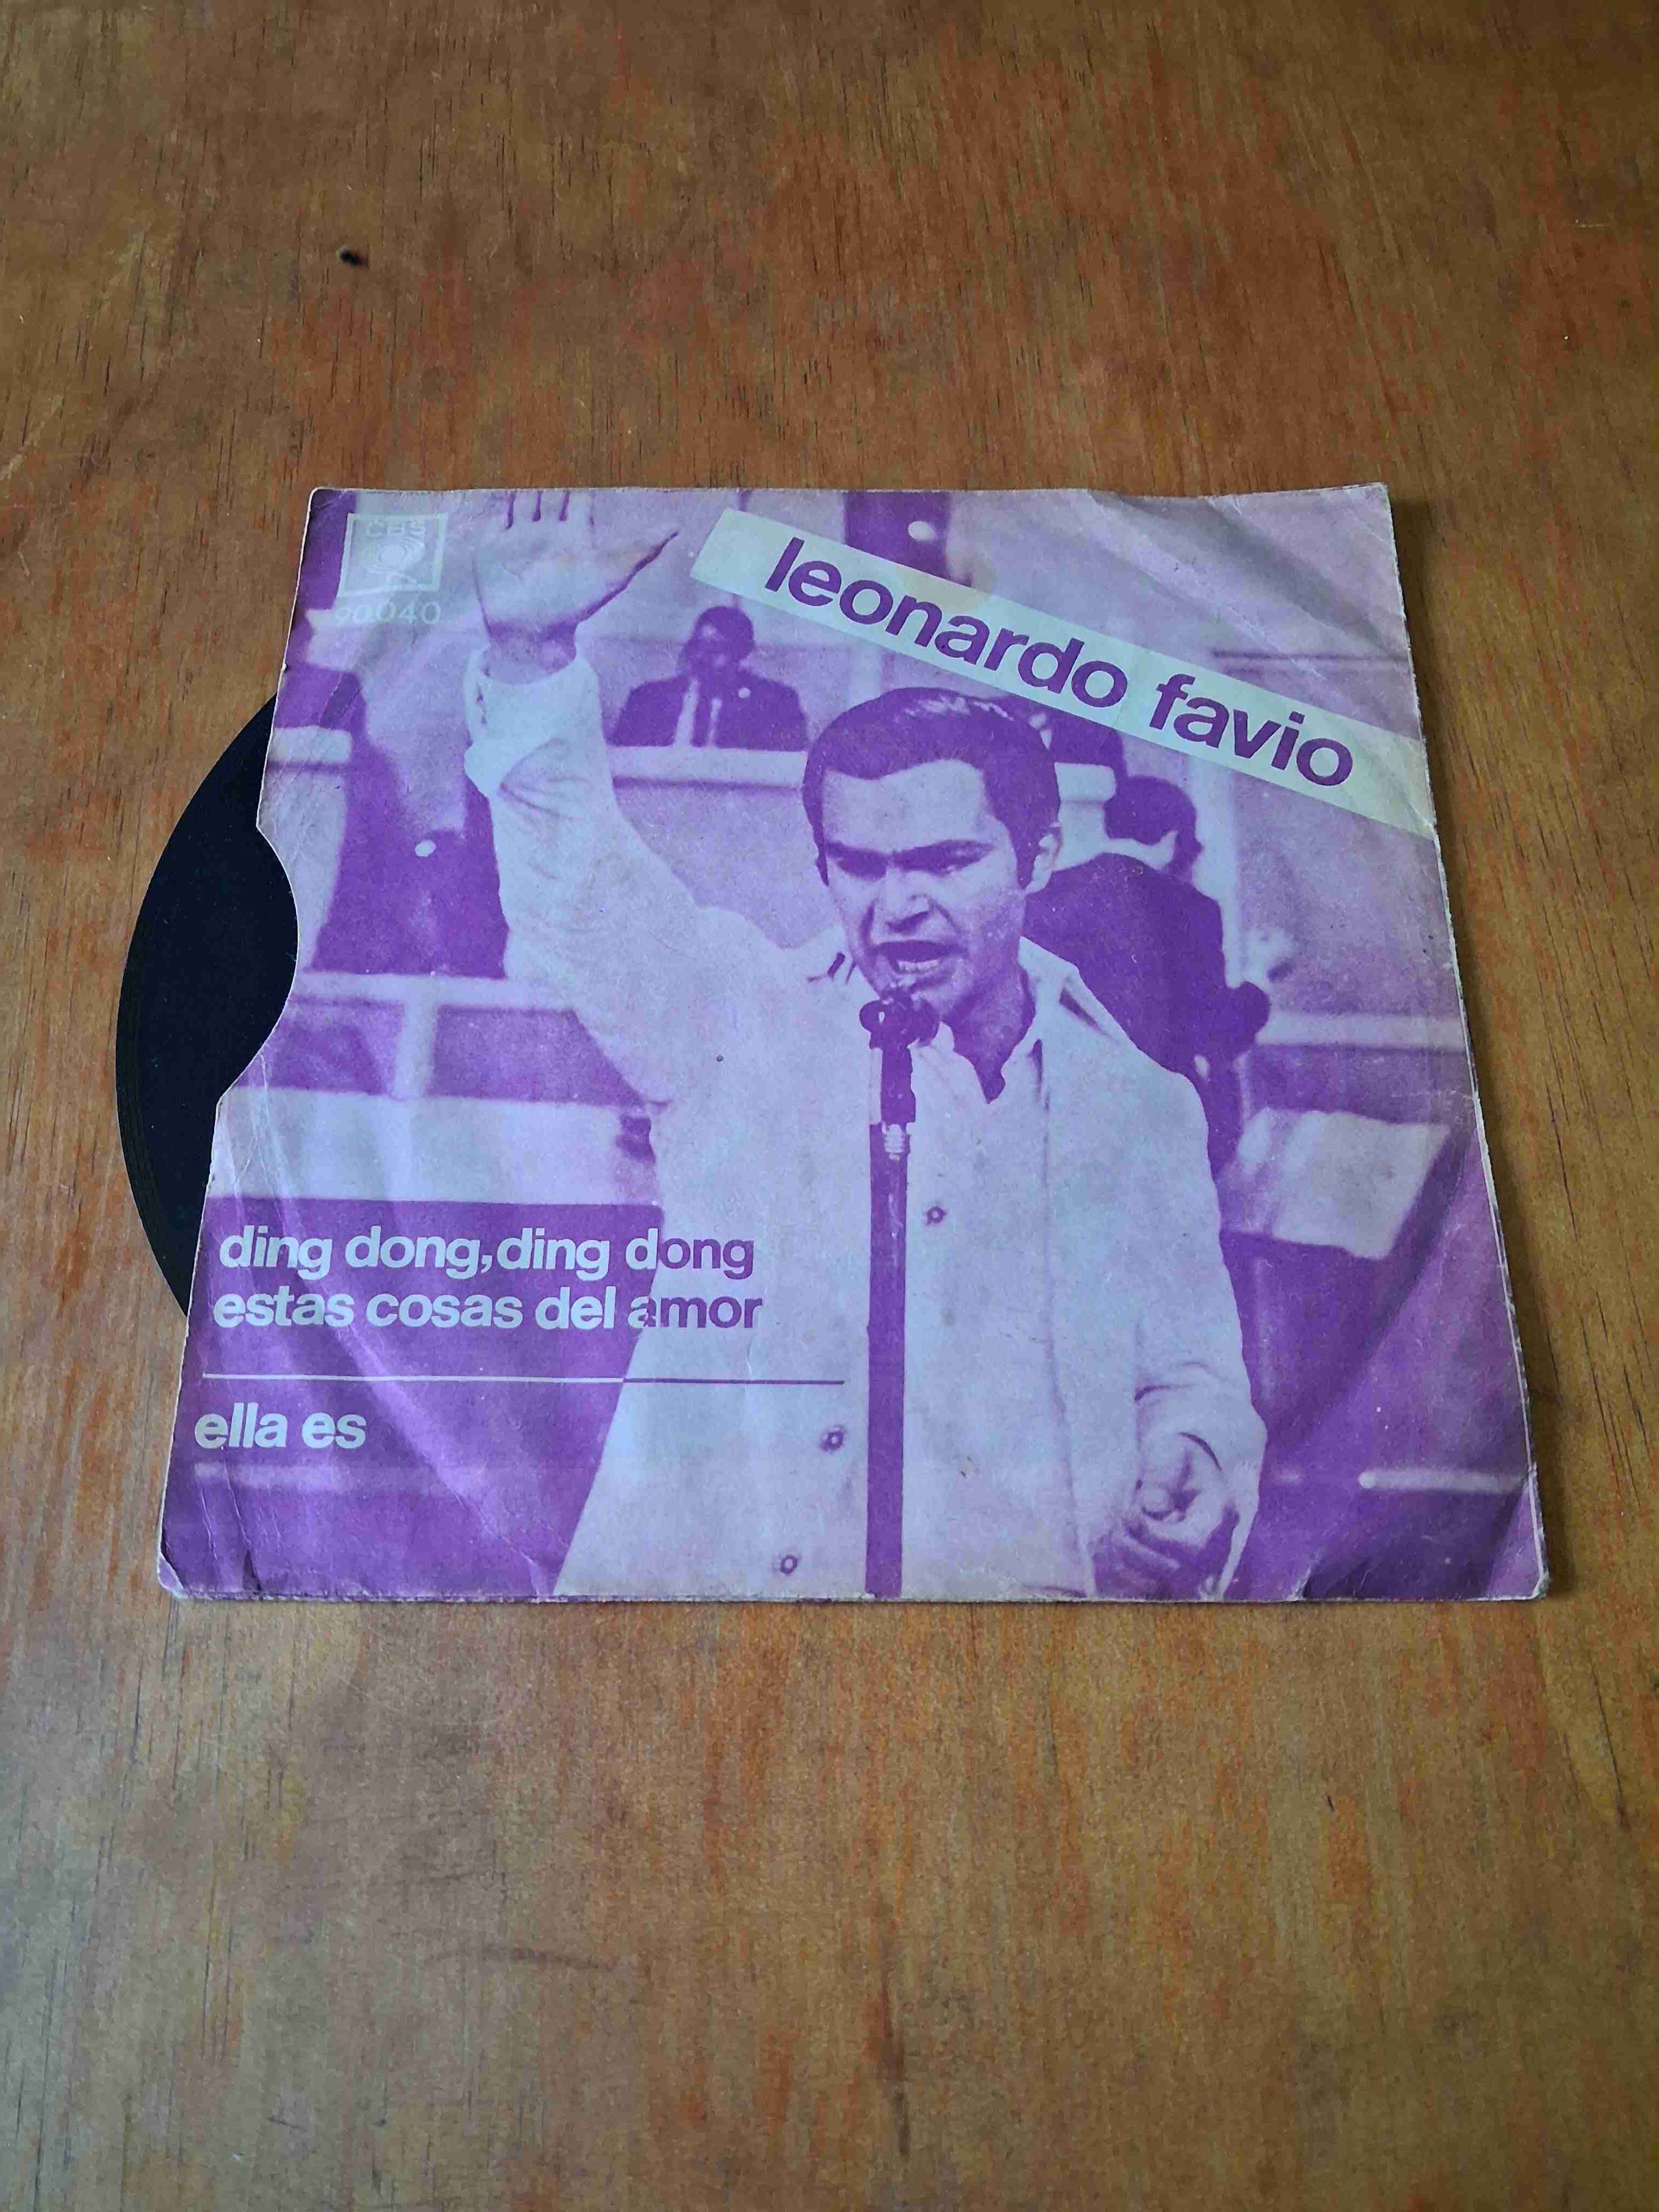 CBS
90040
leonardo favio
ding dong, ding dong
estas cosas del amor
ella es